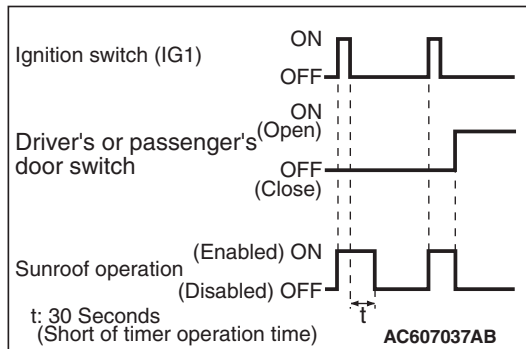 ON
Ignition switch (IG1)
OFF
ON
(Open)
Driver's or passenger's
door switch
OFF
(Close)
(Enabled) ON
Sunroof operation
(Disabled) OFF
t
t: 30 Seconds
(Short of timer operation time)
AC607037AB